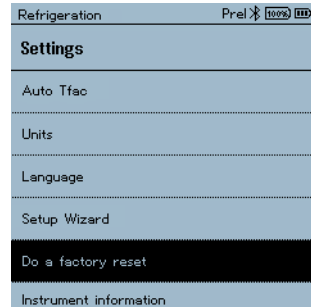 Refrigeration Prel 100%
Settings
Auto Tfac
Units
Language
Setup Wizard
Do a factory reset
Instrument information